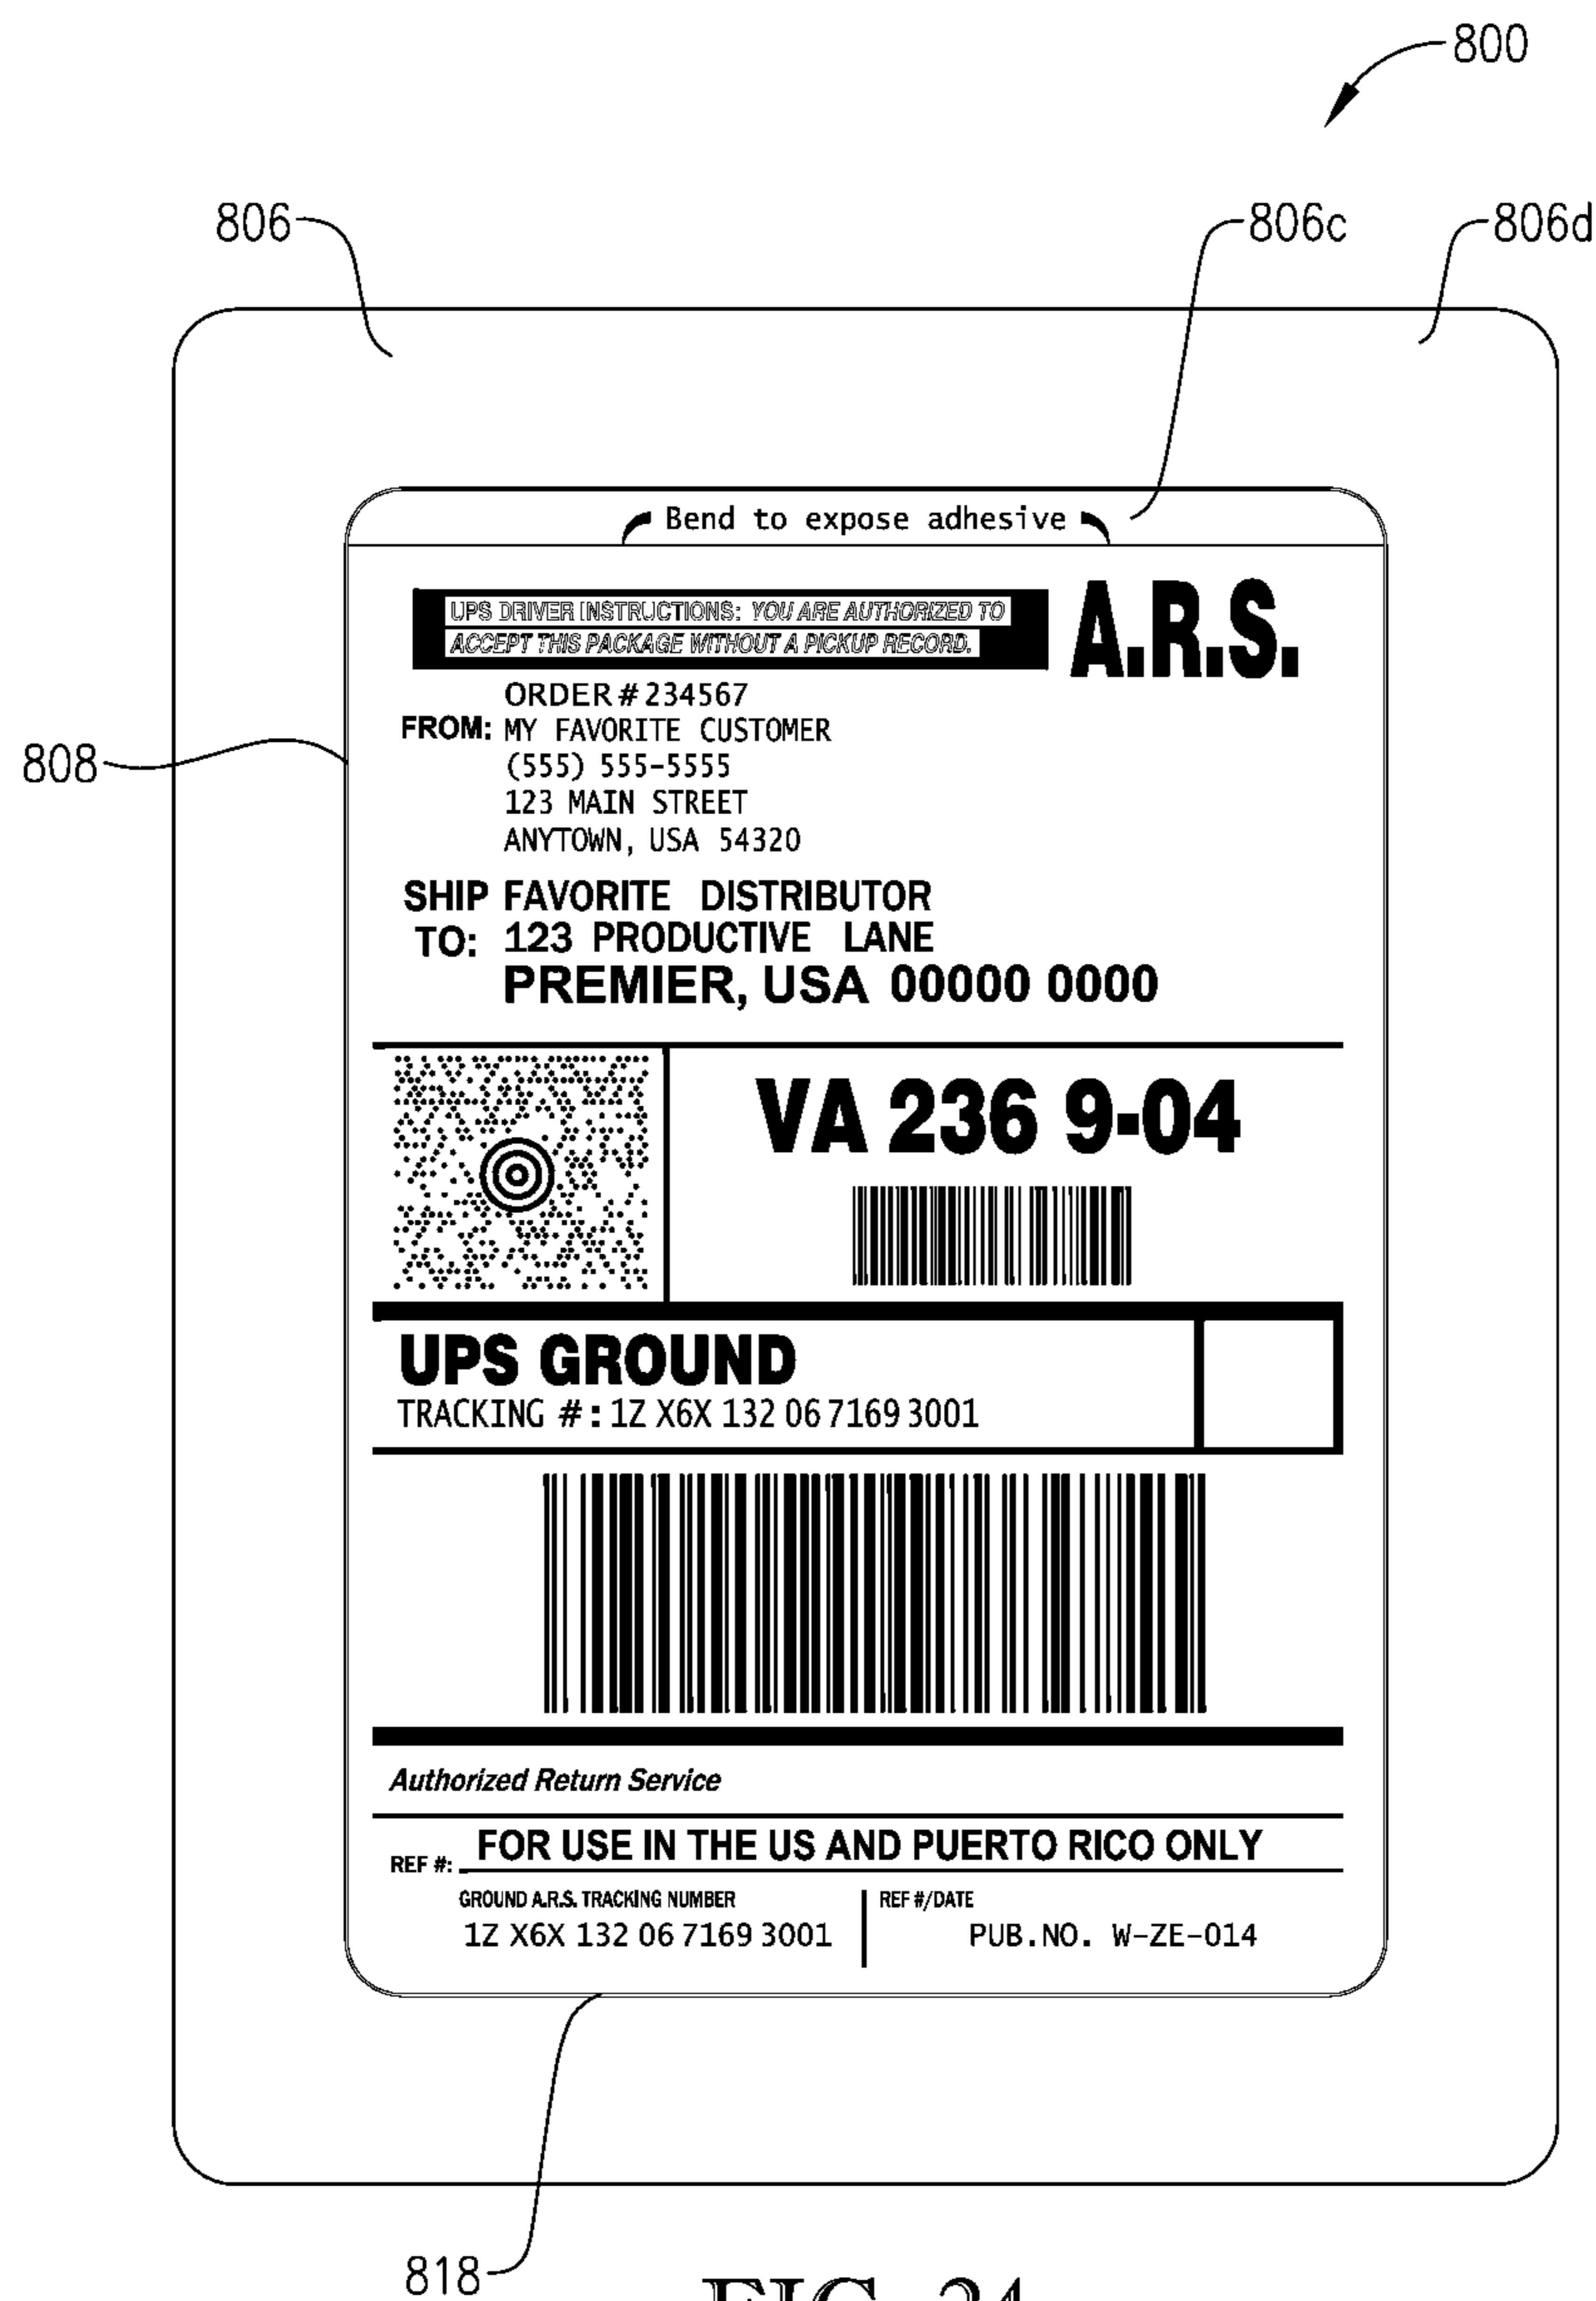 800
806
806c
806d
Bend to expose adhesive
UPS DRIVER INSTRUCTIONS: YOU ARE AUTHORIZED TO
ACCEPT THIS PACKAGE WITHOUT A PICKUP RECORD.
A.R.S.
ORDER # 234567
FROM: MY FAVORITE CUSTOMER
(555) 555-5555
808
123 MAIN STREET
ANYTOWN, USA 54320
SHIP FAVORITE DISTRIBUTOR
TO: 123 PRODUCTIVE LANE
PREMIER, USA 00000 0000
VA 236 9-04
UPS GROUND
TRACKING #: 1Z X6X 132 06 7169 3001
Authorized Return Service
FOR USE IN THE US AND PUERTO RICO ONLY
REF #:
GROUND A.R.S. TRACKING NUMBER
REF #/DATE
1Z X6X 132 06 7169 3001
PUB.NO. W-ZE-014
818